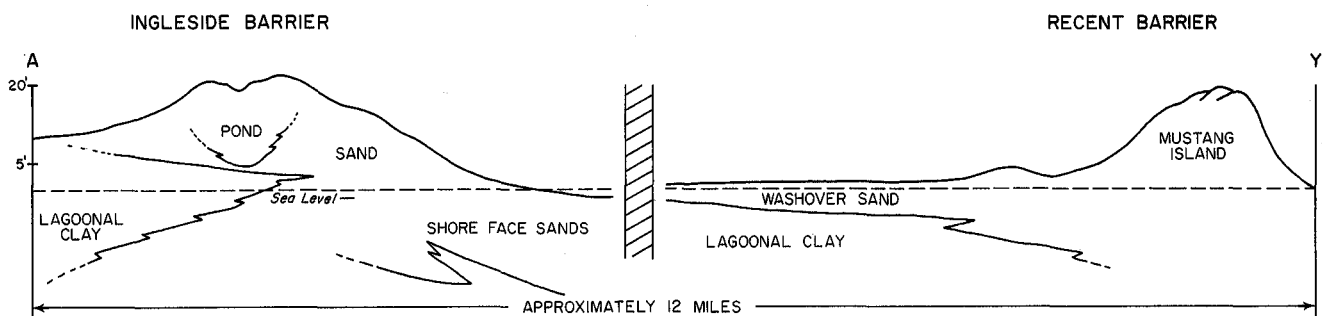 INGLESIDE BARRIER
RECENT BARRIER
A
Y
20'
POND
SAND
MUSTANG
ISLAND
5'
Sea Level
WASHOVER SAND
LAGOONAL
CLAY
SHORE FACE SANDS
LAGOONAL CLAY
APPROXIMATELY 12 MILES